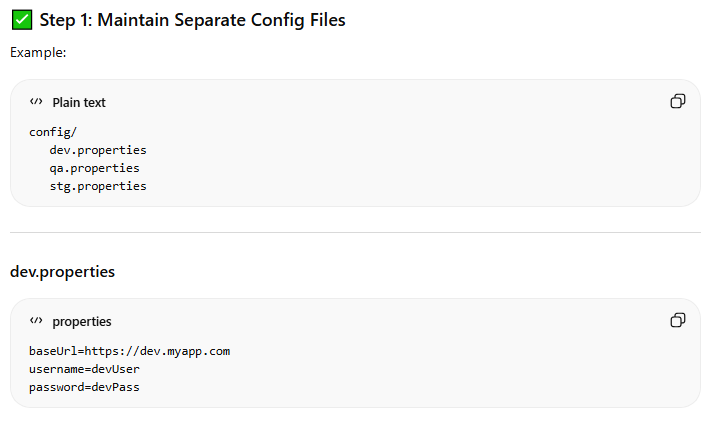 ✅ Step 1: Maintain Separate Config Files
Example:
</> Plain text
config/
   dev.properties
   qa.properties
   stg.properties
dev.properties
</> properties
baseUrl=https://dev.myapp.com
username=devUser
password=devPass